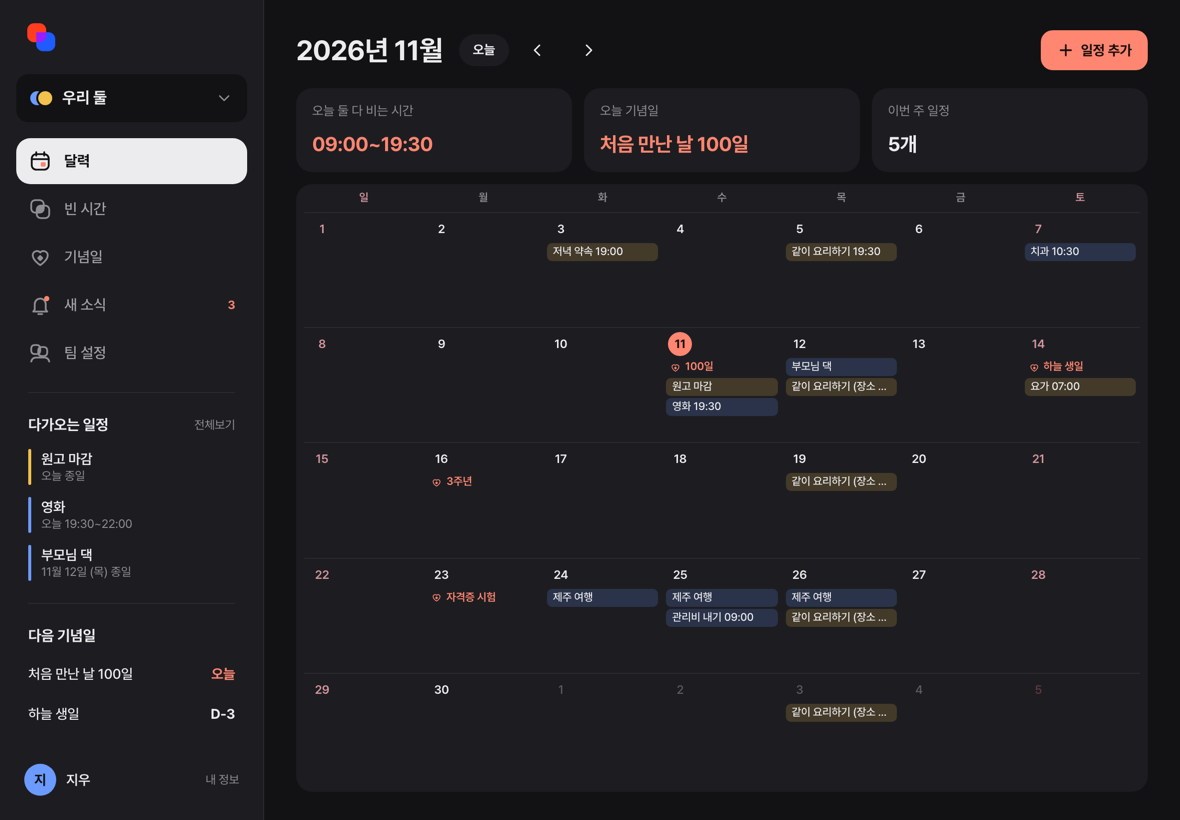 우리 둘
달력
빈 시간
기념일
새 소식 3
팀 설정
다가오는 일정 전체보기
원고 마감
오늘 종일
영화
오늘 19:30~22:00
부모님 댁
11월 12일 (목) 종일
다음 기념일
처음 만난 날 100일 오늘
하늘 생일 D-3
지 지우 내 정보
2026년 11월 오늘
일정 추가
오늘 둘 다 비는 시간
09:00~19:30
오늘 기념일
처음 만난 날 100일
이번 주 일정
5개
일 월 화 수 목 금 토
1 2 3 4 5 6 7
저녁 약속 19:00 같이 요리하기 19:30 치과 10:30
8 9 10 11 12 13 14
100일 부모님 댁 하늘 생일
원고 마감 같이 요리하기 (장소 ... 요가 07:00
영화 19:30
15 16 17 18 19 20 21
3주년 같이 요리하기 (장소 ...
22 23 24 25 26 27 28
자격증 시험 제주 여행 제주 여행 제주 여행
관리비 내기 09:00 같이 요리하기 (장소 ...
29 30 1 2 3 4 5
같이 요리하기 (장소 ...